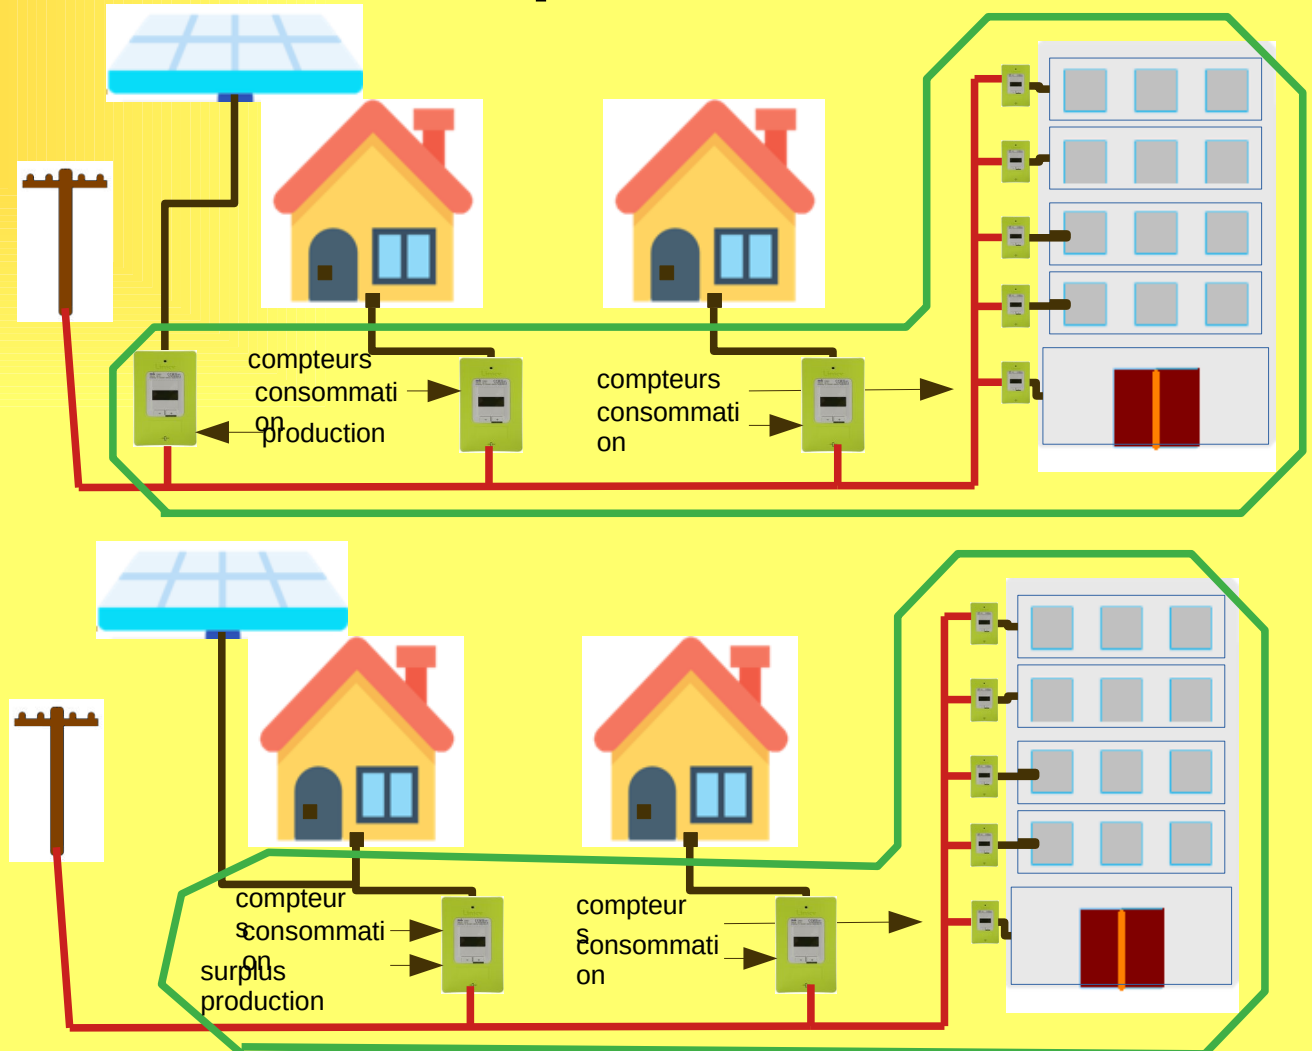 compteurs
consommati
on
production
compteurs
consommati
on
compteur
s
consommati
on
surplus
production
compteur
s
consommati
on